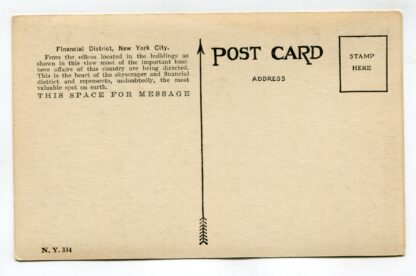 Financial District, New York City.
From the offices located in the buildings as
shown in this view most of the important busi-
ness affairs of this country are being directed.
This is the heart of the skyscraper and financial
district and represents, undoubtedly, the most
valuable spot on earth.
THIS SPACE FOR MESSAGE
POST CARD
ADDRESS
STAMP
HERE
N. Y. 334